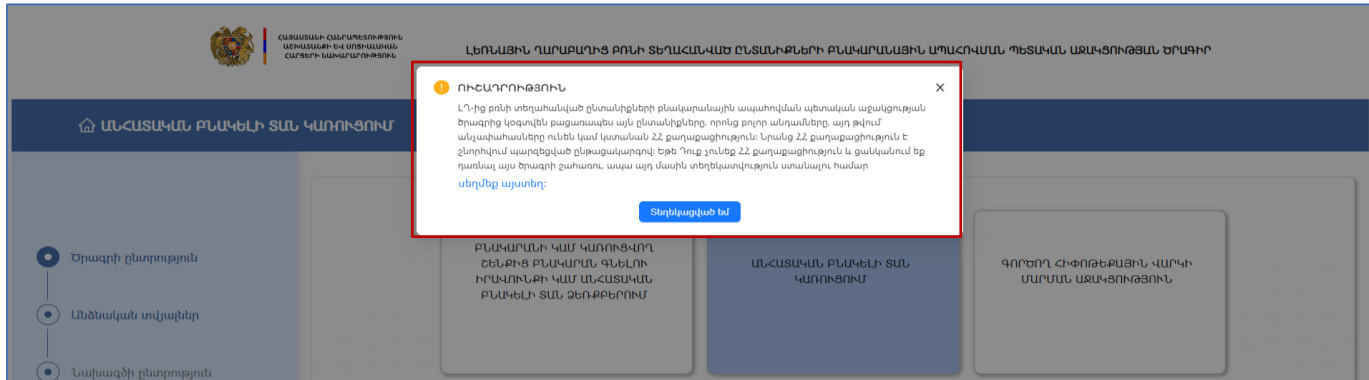 ՀԱՅԱՍՏԱՆԻ ՀԱՆՐԱՊԵՏՈՒԹՅՈՒՆ
ԱՇԽԱՏԱՆՔԻ ԵՎ ՍՈՑԻԱԼԱԿԱՆ
ՀԱՐՑԵՐԻ ՆԱԽԱՐԱՐՈՒԹՅՈՒՆ
ԼԵՌՆԱՅԻՆ ՂԱՐԱԲԱՂԻՑ ԲՌՆԻ ՏԵՂԱՀԱՆՎԱԾ ԸՆՏԱՆԻՔՆԵՐԻ ԲՆԱԿԱՐԱՆԱՅԻՆ ԱՊԱՀՈՎՄԱՆ ՊԵՏԱԿԱՆ ԱՋԱԿՑՈՒԹՅԱՆ ԾՐԱԳԻՐ
ՈՒՇԱԴՐՈՒԹՅՈՒՆ
ԼՂ-ից բռնի տեղահանված ընտանիքների բնակարանային ապահովման պետական աջակցության
ծրագրից կօգտվեն բացառապես այն ընտանիքները, որոնց բոլոր անդամները, այդ թվում՝
անչափահասները ունեն կամ կստանան ՀՀ քաղաքացիություն: Նրանց ՀՀ քաղաքացիություն է
շնորհվում պարզեցված ընթացակարգով: Եթե Դուք չունեք ՀՀ քաղաքացիություն և ցանկանում եք
դառնալ այս ծրագրի շահառու, ապա այդ մասին տեղեկատվություն ստանալու համար
սեղմեք այստեղ:
Տեղեկացված եմ
ԱՆՀԱՏԱԿԱՆ ԲՆԱԿԵԼԻ ՏԱՆ ԿԱՌՈՒՑՈՒՄ
Ծրագրի ընտրություն
Անձնական տվյալներ
Նախագծի ընտրություն
ԲՆԱԿԱՐԱՆԻ ԿԱՄ ԿԱՌՈՒՑՎՈՂ
ՇԵՆՔԻՑ ԲՆԱԿԱՐԱՆ ԳՆԵԼՈՒ
ԻՐԱՎՈՒՆՔԻ ԿԱՄ ԱՆՀԱՏԱԿԱՆ
ԲՆԱԿԵԼԻ ՏԱՆ ՁԵՌՔԲԵՐՈՒՄ
ԱՆՀԱՏԱԿԱՆ ԲՆԱԿԵԼԻ ՏԱՆ
ԿԱՌՈՒՑՈՒՄ
ԳՈՐԾՈՂ ՀԻՓՈԹԵՔԱՅԻՆ ՎԱՐԿԻ
ՄԱՐՄԱՆ ԱՋԱԿՑՈՒԹՅՈՒՆ